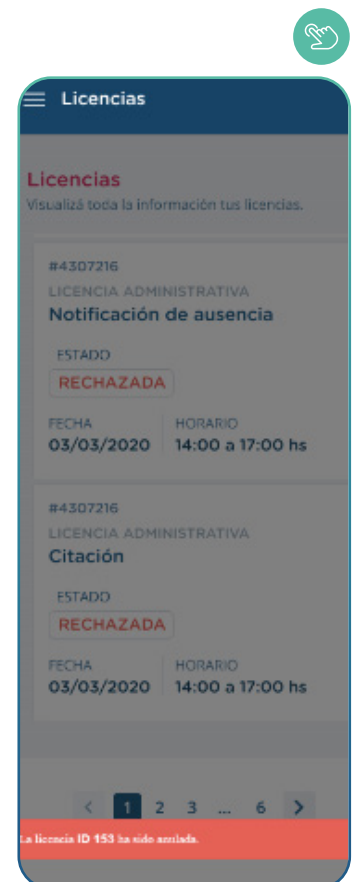 Licencias
Licencias
Visualizá toda la información tus licencias.
#4307216
LICENCIA ADMINISTRATIVA
Notificación de ausencia
ESTADO
RECHAZADA
FECHA HORARIO
03/03/2020 14:00 a 17:00 hs
#4307216
LICENCIA ADMINISTRATIVA
Citación
ESTADO
RECHAZADA
FECHA HORARIO
03/03/2020 14:00 a 17:00 hs
< 1 2 3 ... 6 >
La licencia ID 153 ha sido anulada.